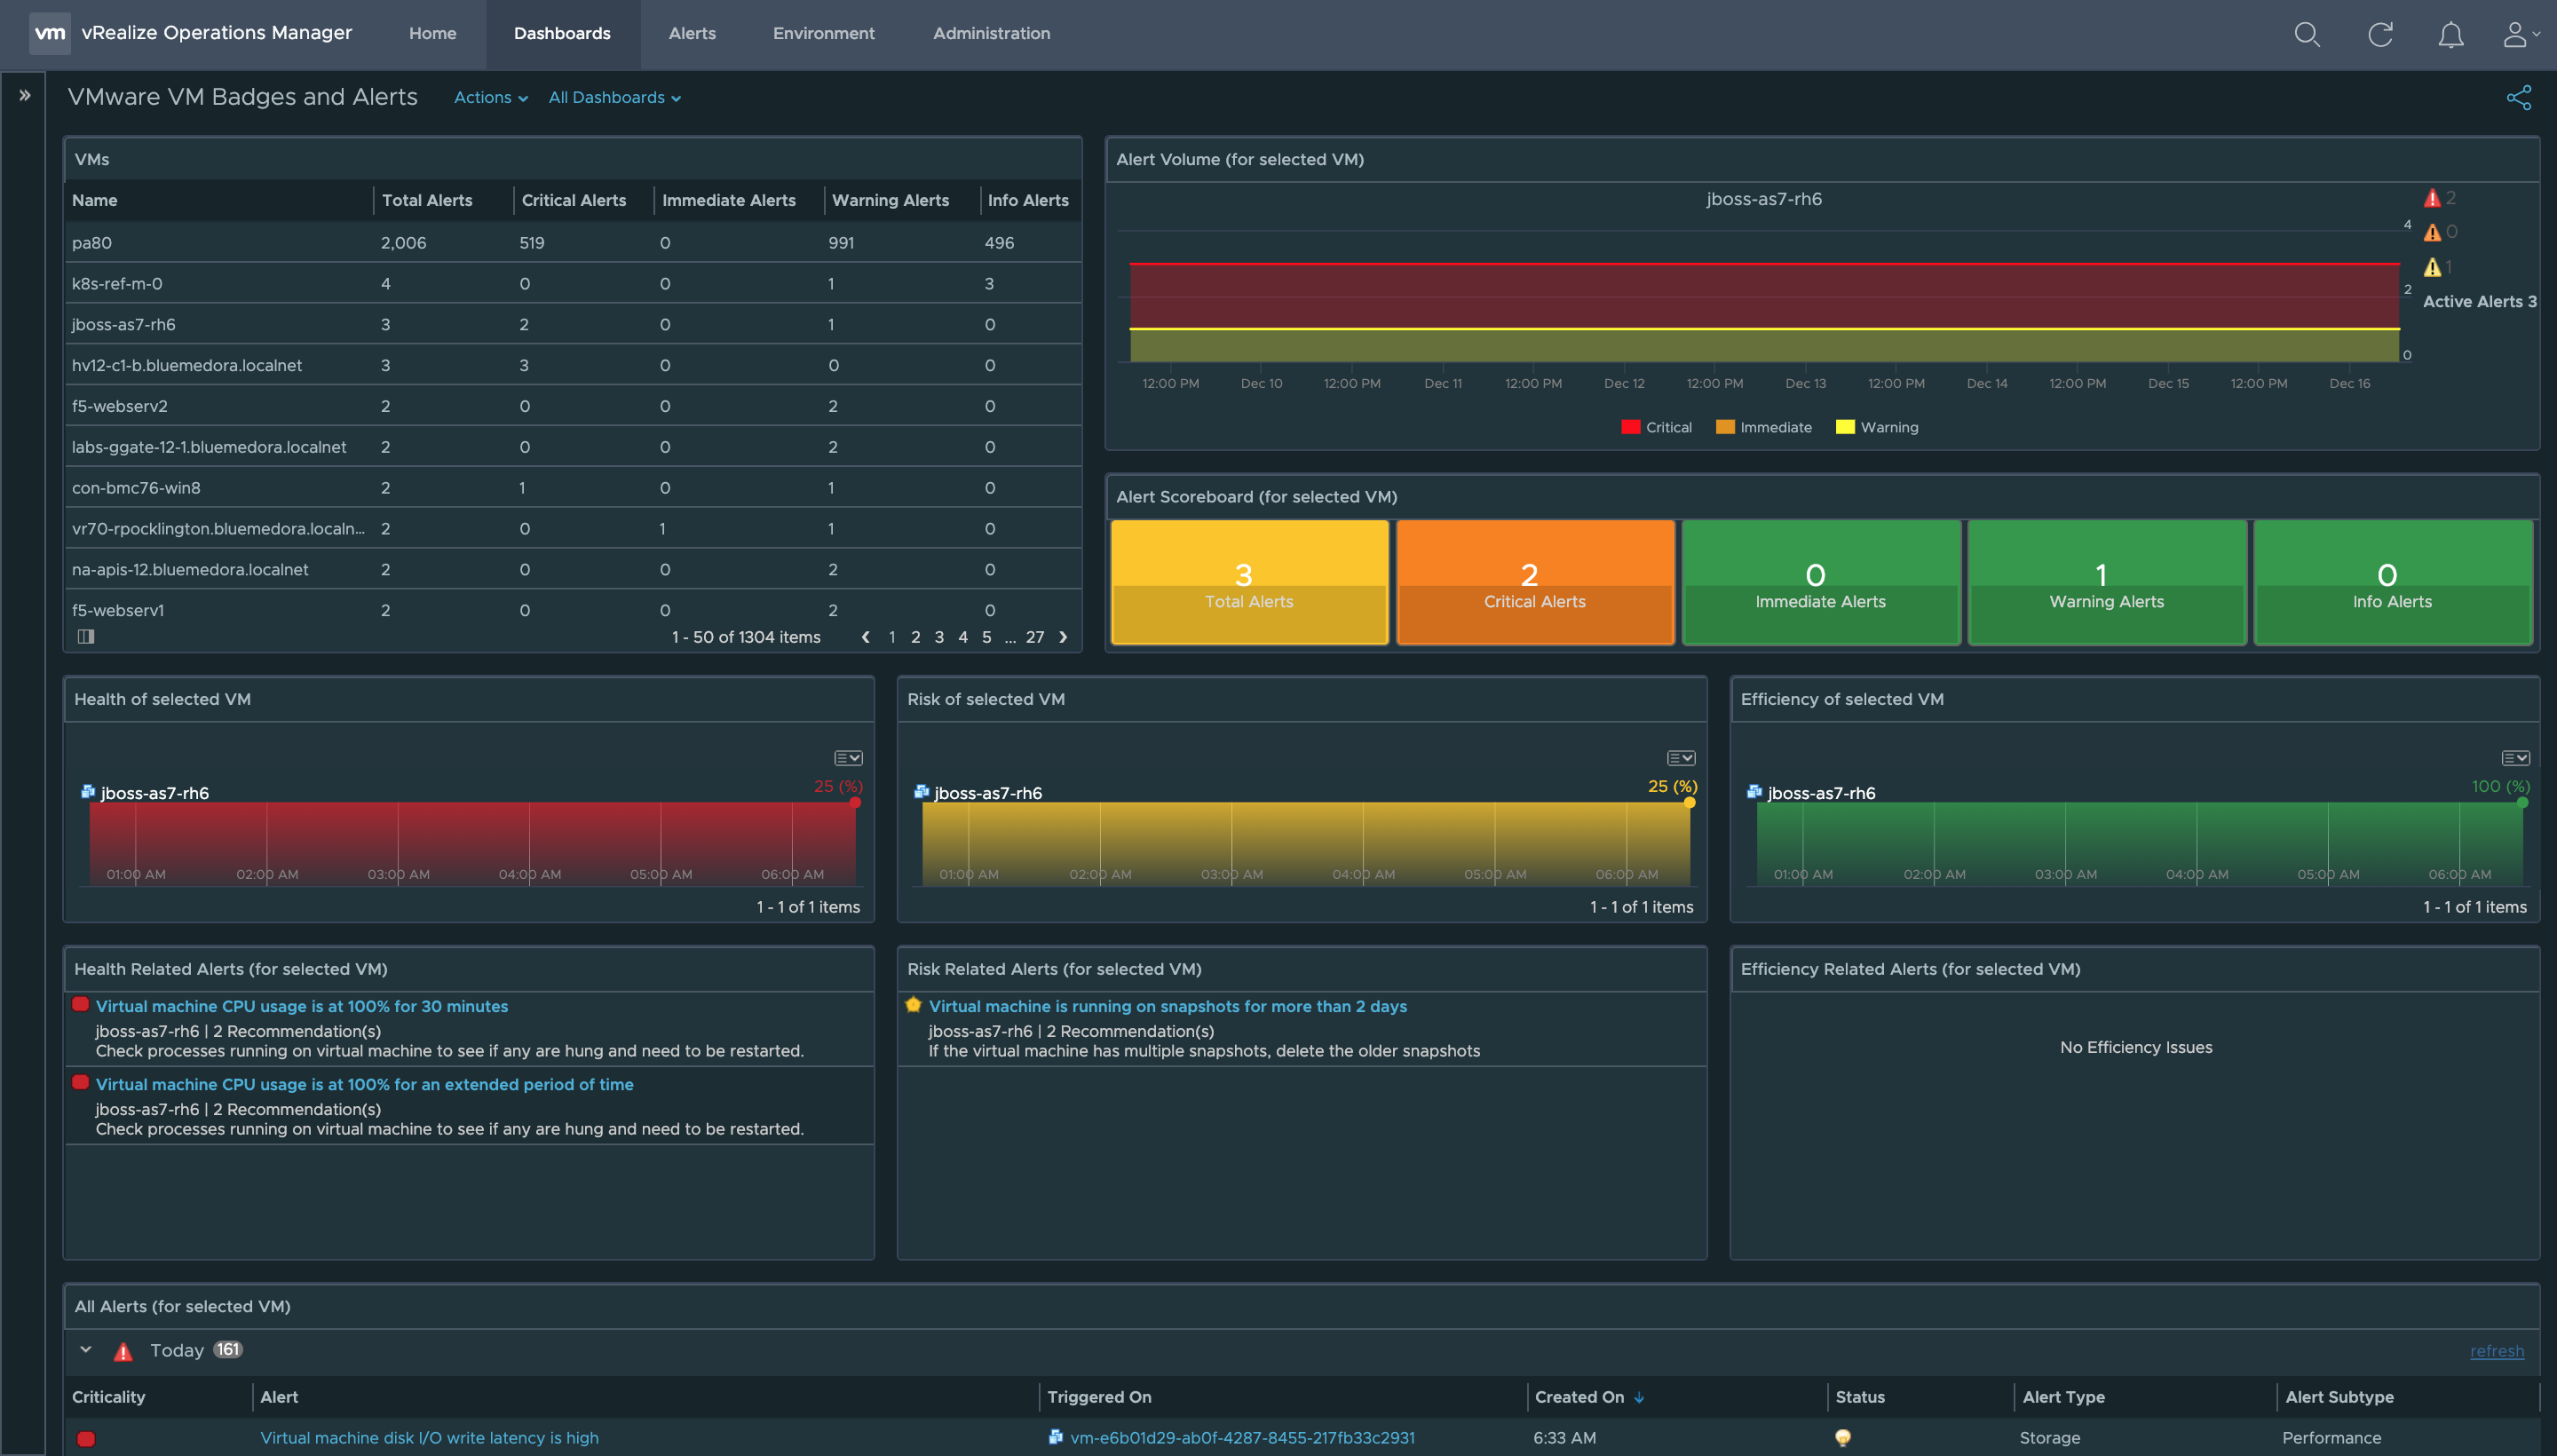 vm vRealize Operations Manager Home Dashboards Alerts Environment Administration
VMware VM Badges and Alerts Actions All Dashboards
VMs
Name Total Alerts Critical Alerts Immediate Alerts Warning Alerts Info Alerts
pa80 2,006 519 0 991 496
k8s-ref-m-0 4 0 0 1 3
jboss-as7-rh6 3 2 0 1 0
hv12-c1-b.bluemedora.localnet 3 3 0 0 0
f5-webserv2 2 0 0 2 0
labs-ggate-12-1.bluemedora.localnet 2 0 0 2 0
con-bmc76-win8 2 1 0 1 0
vr70-rpocklington.bluemedora.localn... 2 0 1 1 0
na-apis-12.bluemedora.localnet 2 0 0 2 0
f5-webserv1 2 0 0 2 0
1 - 50 of 1304 items 1 2 3 4 5 ... 27
Alert Volume (for selected VM)
jboss-as7-rh6
2
4
0
1
2
Active Alerts 3
0
12:00 PM Dec 10 12:00 PM Dec 11 12:00 PM Dec 12 12:00 PM Dec 13 12:00 PM Dec 14 12:00 PM Dec 15 12:00 PM Dec 16
Critical Immediate Warning
Alert Scoreboard (for selected VM)
3 2 0 1 0
Total Alerts Critical Alerts Immediate Alerts Warning Alerts Info Alerts
Health of selected VM
25 (%)
jboss-as7-rh6
01:00 AM 02:00 AM 03:00 AM 04:00 AM 05:00 AM 06:00 AM
1 - 1 of 1 items
Risk of selected VM
25 (%)
jboss-as7-rh6
01:00 AM 02:00 AM 03:00 AM 04:00 AM 05:00 AM 06:00 AM
1 - 1 of 1 items
Efficiency of selected VM
100 (%)
jboss-as7-rh6
01:00 AM 02:00 AM 03:00 AM 04:00 AM 05:00 AM 06:00 AM
1 - 1 of 1 items
Health Related Alerts (for selected VM)
Virtual machine CPU usage is at 100% for 30 minutes
jboss-as7-rh6 | 2 Recommendation(s)
Check processes running on virtual machine to see if any are hung and need to be restarted.
Virtual machine CPU usage is at 100% for an extended period of time
jboss-as7-rh6 | 2 Recommendation(s)
Check processes running on virtual machine to see if any are hung and need to be restarted.
Risk Related Alerts (for selected VM)
Virtual machine is running on snapshots for more than 2 days
jboss-as7-rh6 | 2 Recommendation(s)
If the virtual machine has multiple snapshots, delete the older snapshots
Efficiency Related Alerts (for selected VM)
No Efficiency Issues
All Alerts (for selected VM)
Today 161 refresh
Criticality Alert Triggered On Created On Status Alert Type Alert Subtype
Virtual machine disk I/O write latency is high vm-e6b01d29-ab0f-4287-8455-217fb33c2931 6:33 AM Storage Performance